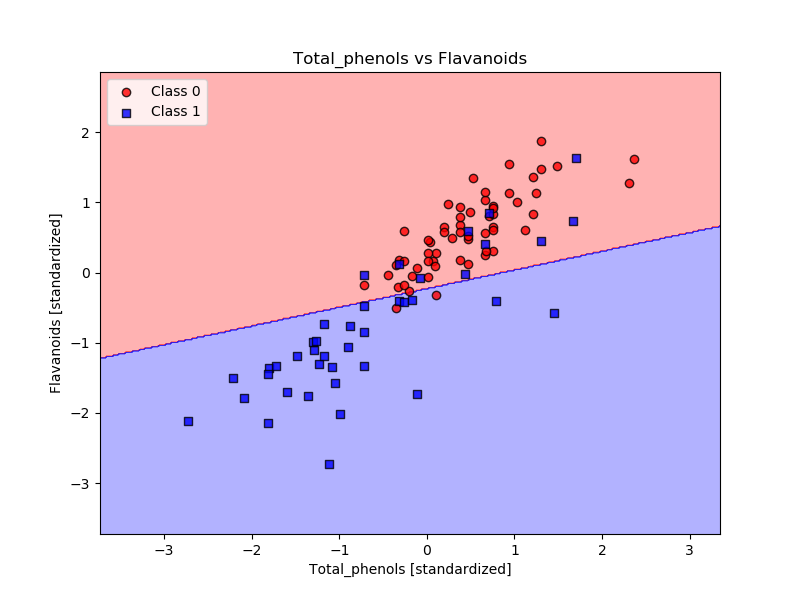 Total_phenols vs Flavanoids
Class 0
Class 1
2
1
0
−1
−2
−3
Flavanoids [standardized]
−3
−2
−1
0
1
2
3
Total_phenols [standardized]